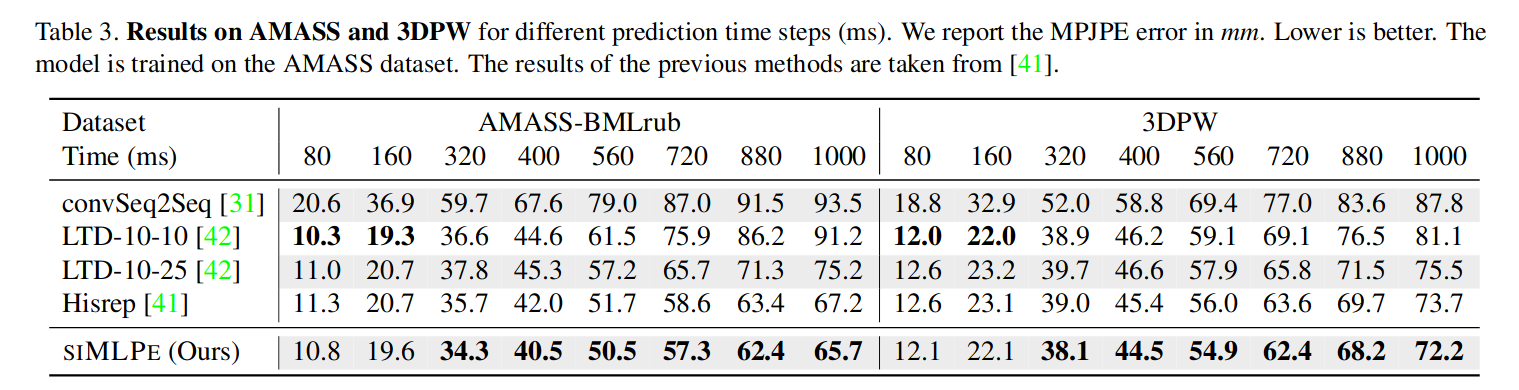 Table 3. Results on AMASS and 3DPW for different prediction time steps (ms). We report the MPJPE error in mm. Lower is better. The
model is trained on the AMASS dataset. The results of the previous methods are taken from [41].
Dataset AMASS-BMLrub 3DPW
Time (ms) 80 160 320 400 560 720 880 1000 80 160 320 400 560 720 880 1000
convSeq2Seq [31] 20.6 36.9 59.7 67.6 79.0 87.0 91.5 93.5 18.8 32.9 52.0 58.8 69.4 77.0 83.6 87.8
LTD-10-10 [42] 10.3 19.3 36.6 44.6 61.5 75.9 86.2 91.2 12.0 22.0 38.9 46.2 59.1 69.1 76.5 81.1
LTD-10-25 [42] 11.0 20.7 37.8 45.3 57.2 65.7 71.3 75.2 12.6 23.2 39.7 46.6 57.9 65.8 71.5 75.5
Hisrep [41] 11.3 20.7 35.7 42.0 51.7 58.6 63.4 67.2 12.6 23.1 39.0 45.4 56.0 63.6 69.7 73.7
SIMLPE (Ours) 10.8 19.6 34.3 40.5 50.5 57.3 62.4 65.7 12.1 22.1 38.1 44.5 54.9 62.4 68.2 72.2